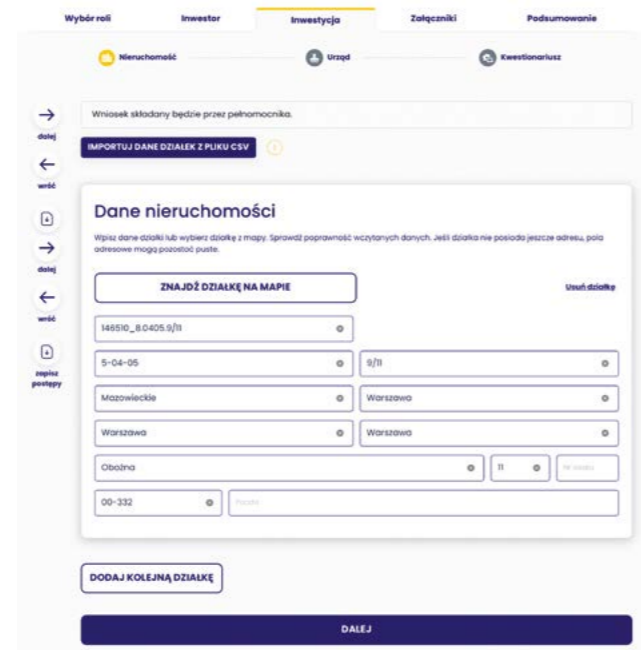 Wybór roli Inwestor Inwestycja Załączniki Podsumowanie
Nieruchomość Urząd Kwestionariusz
dalej
wróć
dalej
wróć
zapisz
postępy
Wniosek składany będzie przez pełnomocnika.
IMPORTUJ DANE DZIAŁEK Z PLIKU CSV
Dane nieruchomości
Wpisz dane działki lub wybierz działkę z mapy. Sprawdź poprawność wczytanych danych. Jeśli działka nie posiada jeszcze adresu, pola
adresowe mogą pozostać puste.
ZNAJDŹ DZIAŁKĘ NA MAPIE Usuń działkę
146510_8.0405.9/11
5-04-05 9/11
Mazowieckie Warszawa
Warszawa Warszawa
Oboźna 11 Nr lokalu
00-332 Poczta
DODAJ KOLEJNĄ DZIAŁKĘ
DALEJ